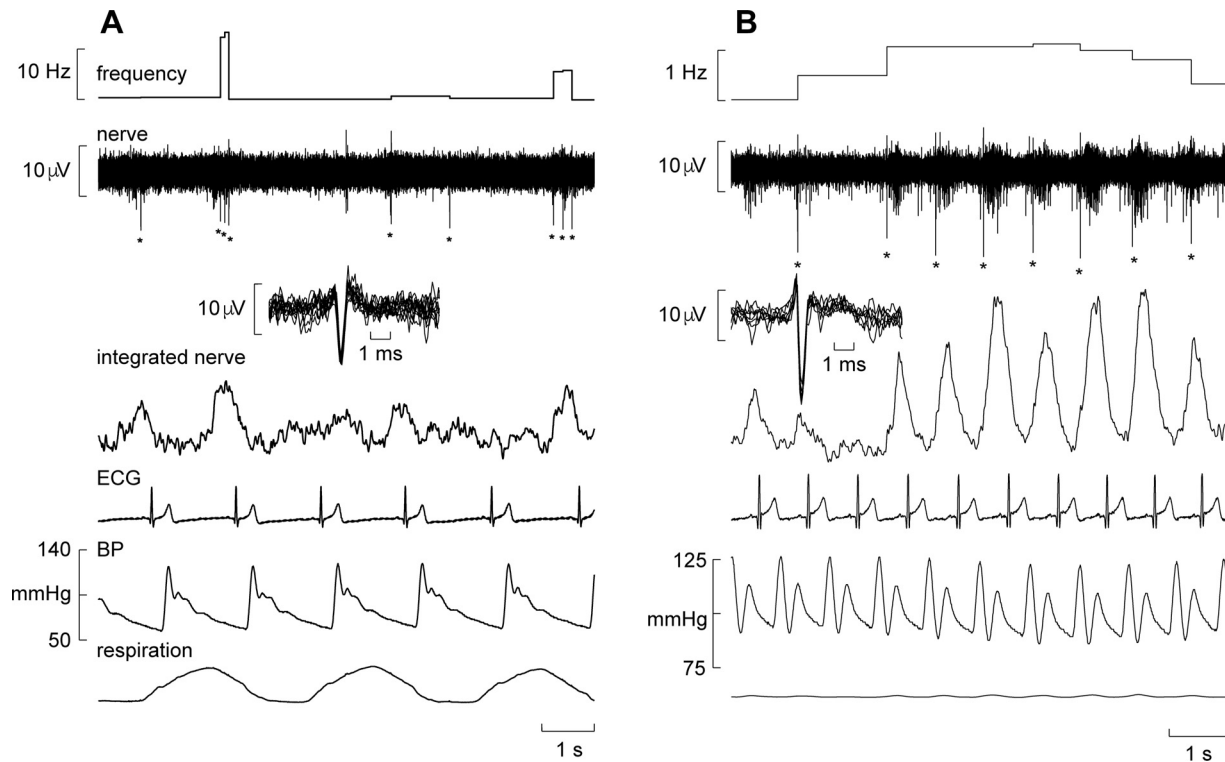 A
B
10 Hz
frequency
1 Hz
nerve
10 µV
10 µV
* * * * * * * * *
* * * * * * * *
10 µV
1 ms
10 µV
1 ms
integrated nerve
ECG
140
BP
mmHg
50
125
mmHg
75
respiration
1 s
1 s